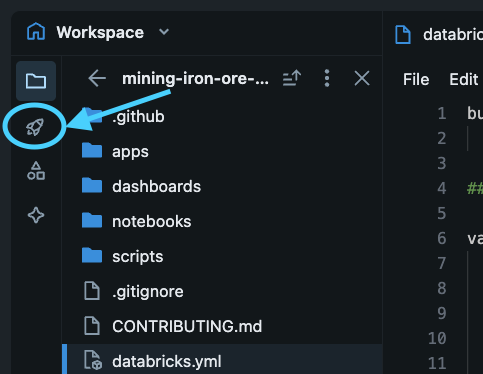 Workspace
databric
mining-iron-ore-...
File Edit
.github
apps
dashboards
notebooks
scripts
.gitignore
CONTRIBUTING.md
databricks.yml
1 bu
2
3
4 ##
5
6 va
7
8
9
10
11